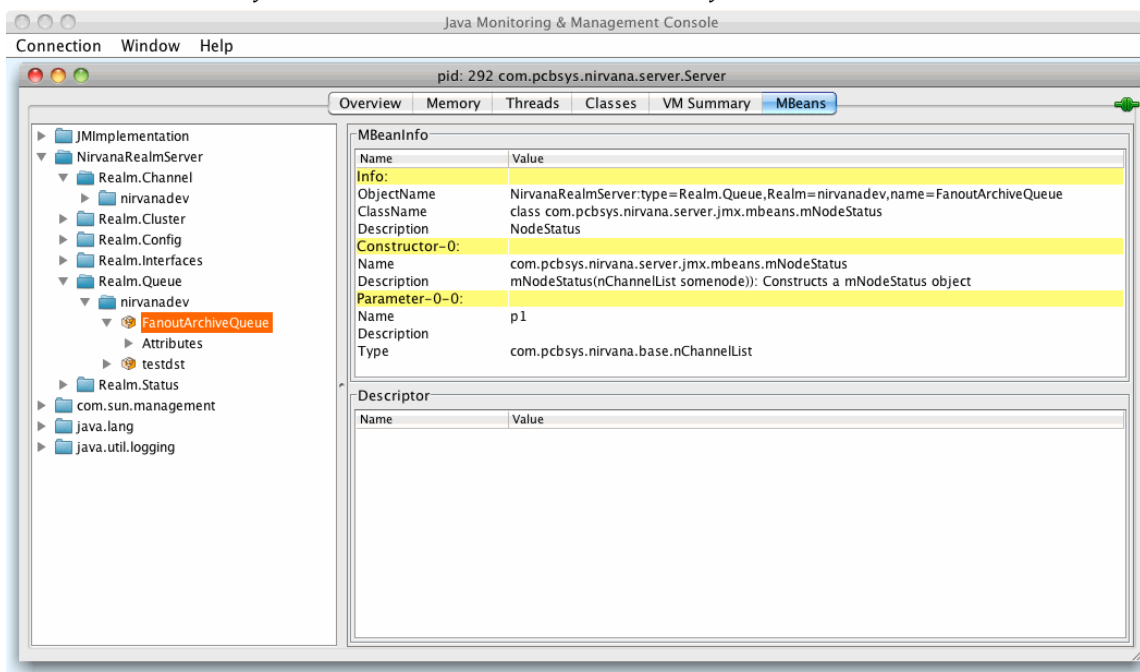 Java Monitoring & Management Console
Connection Window Help
pid: 292 com.pcbsys.nirvana.server.Server
Overview Memory Threads Classes VM Summary MBeans
JMImplementation
NirvanaRealmServer
Realm.Channel
nirvanadev
Realm.Cluster
Realm.Config
Realm.Interfaces
Realm.Queue
nirvanadev
FanoutArchiveQueue
Attributes
testdst
Realm.Status
com.sun.management
java.lang
java.util.logging
MBeanInfo
Name Value
Info:
ObjectName NirvanaRealmServer:type=Realm.Queue,Realm=nirvanadev,name=FanoutArchiveQueue
ClassName class com.pcbsys.nirvana.server.jmx.mbeans.mNodeStatus
Description NodeStatus
Constructor-0:
Name com.pcbsys.nirvana.server.jmx.mbeans.mNodeStatus
Description mNodeStatus(nChannelList somenode)): Constructs a mNodeStatus object
Parameter-0-0:
Name p1
Description
Type com.pcbsys.nirvana.base.nChannelList
Descriptor
Name Value